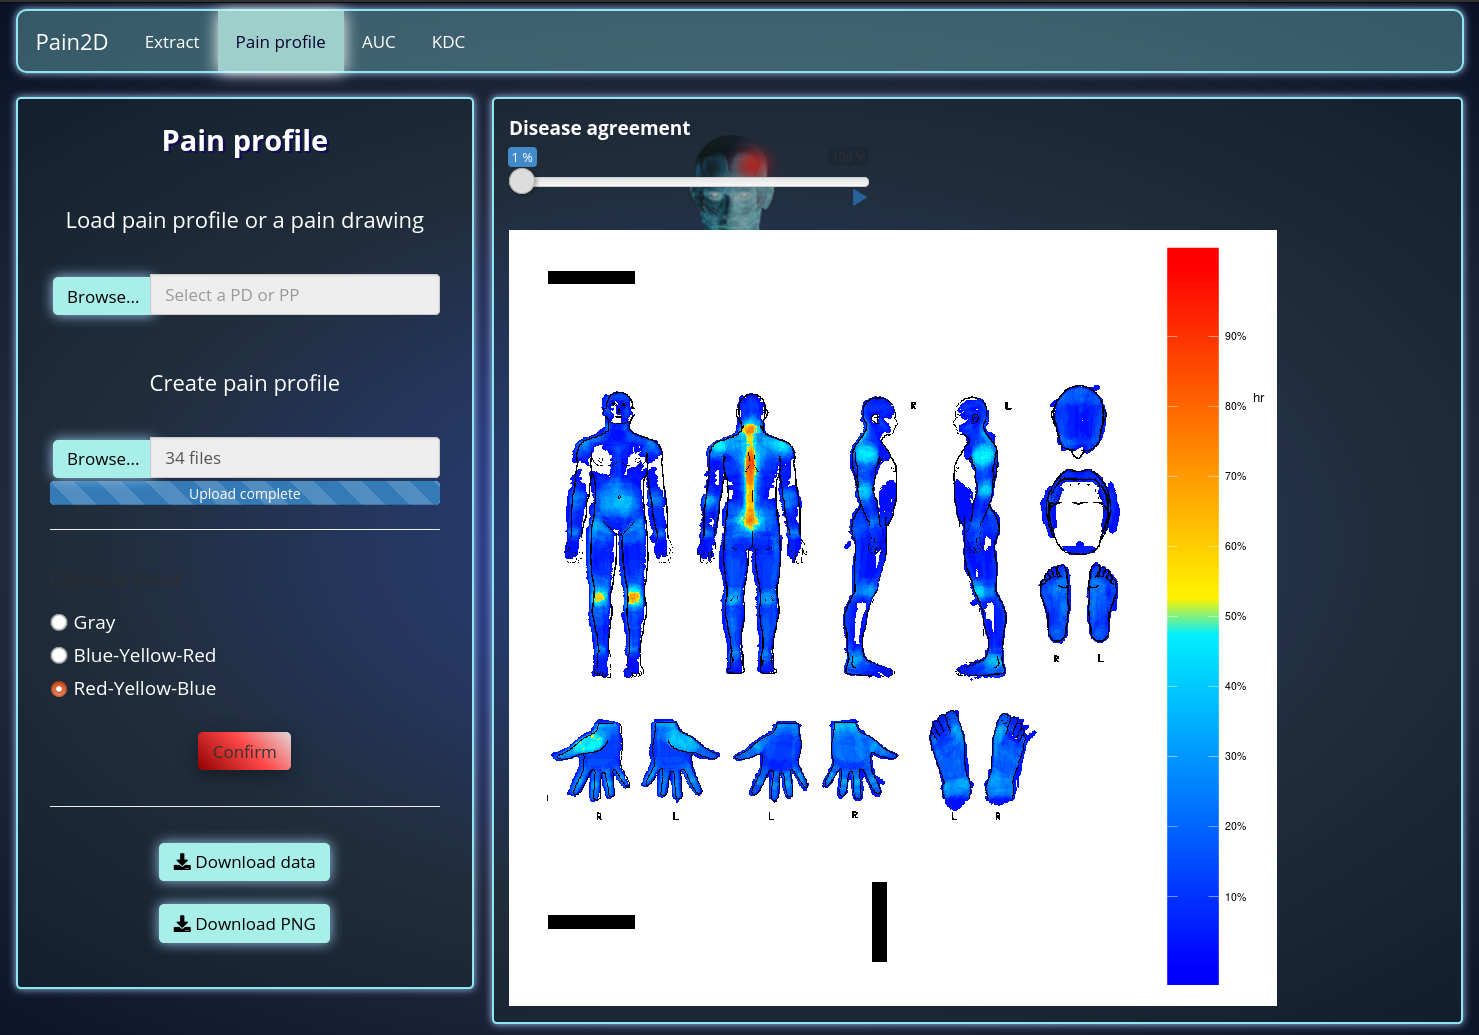 Pain2D Extract Pain profile AUC KDC
Pain profile
Load pain profile or a pain drawing
Browse... Select a PD or PP
Create pain profile
Browse... 34 files
Upload complete
Gray
Blue-Yellow-Red
Red-Yellow-Blue
Confirm
Download data
Download PNG
Disease agreement
1 % 100 %
90%
hr
80%
70%
60%
50%
40%
30%
20%
10%
R L
R L
R L L R L R